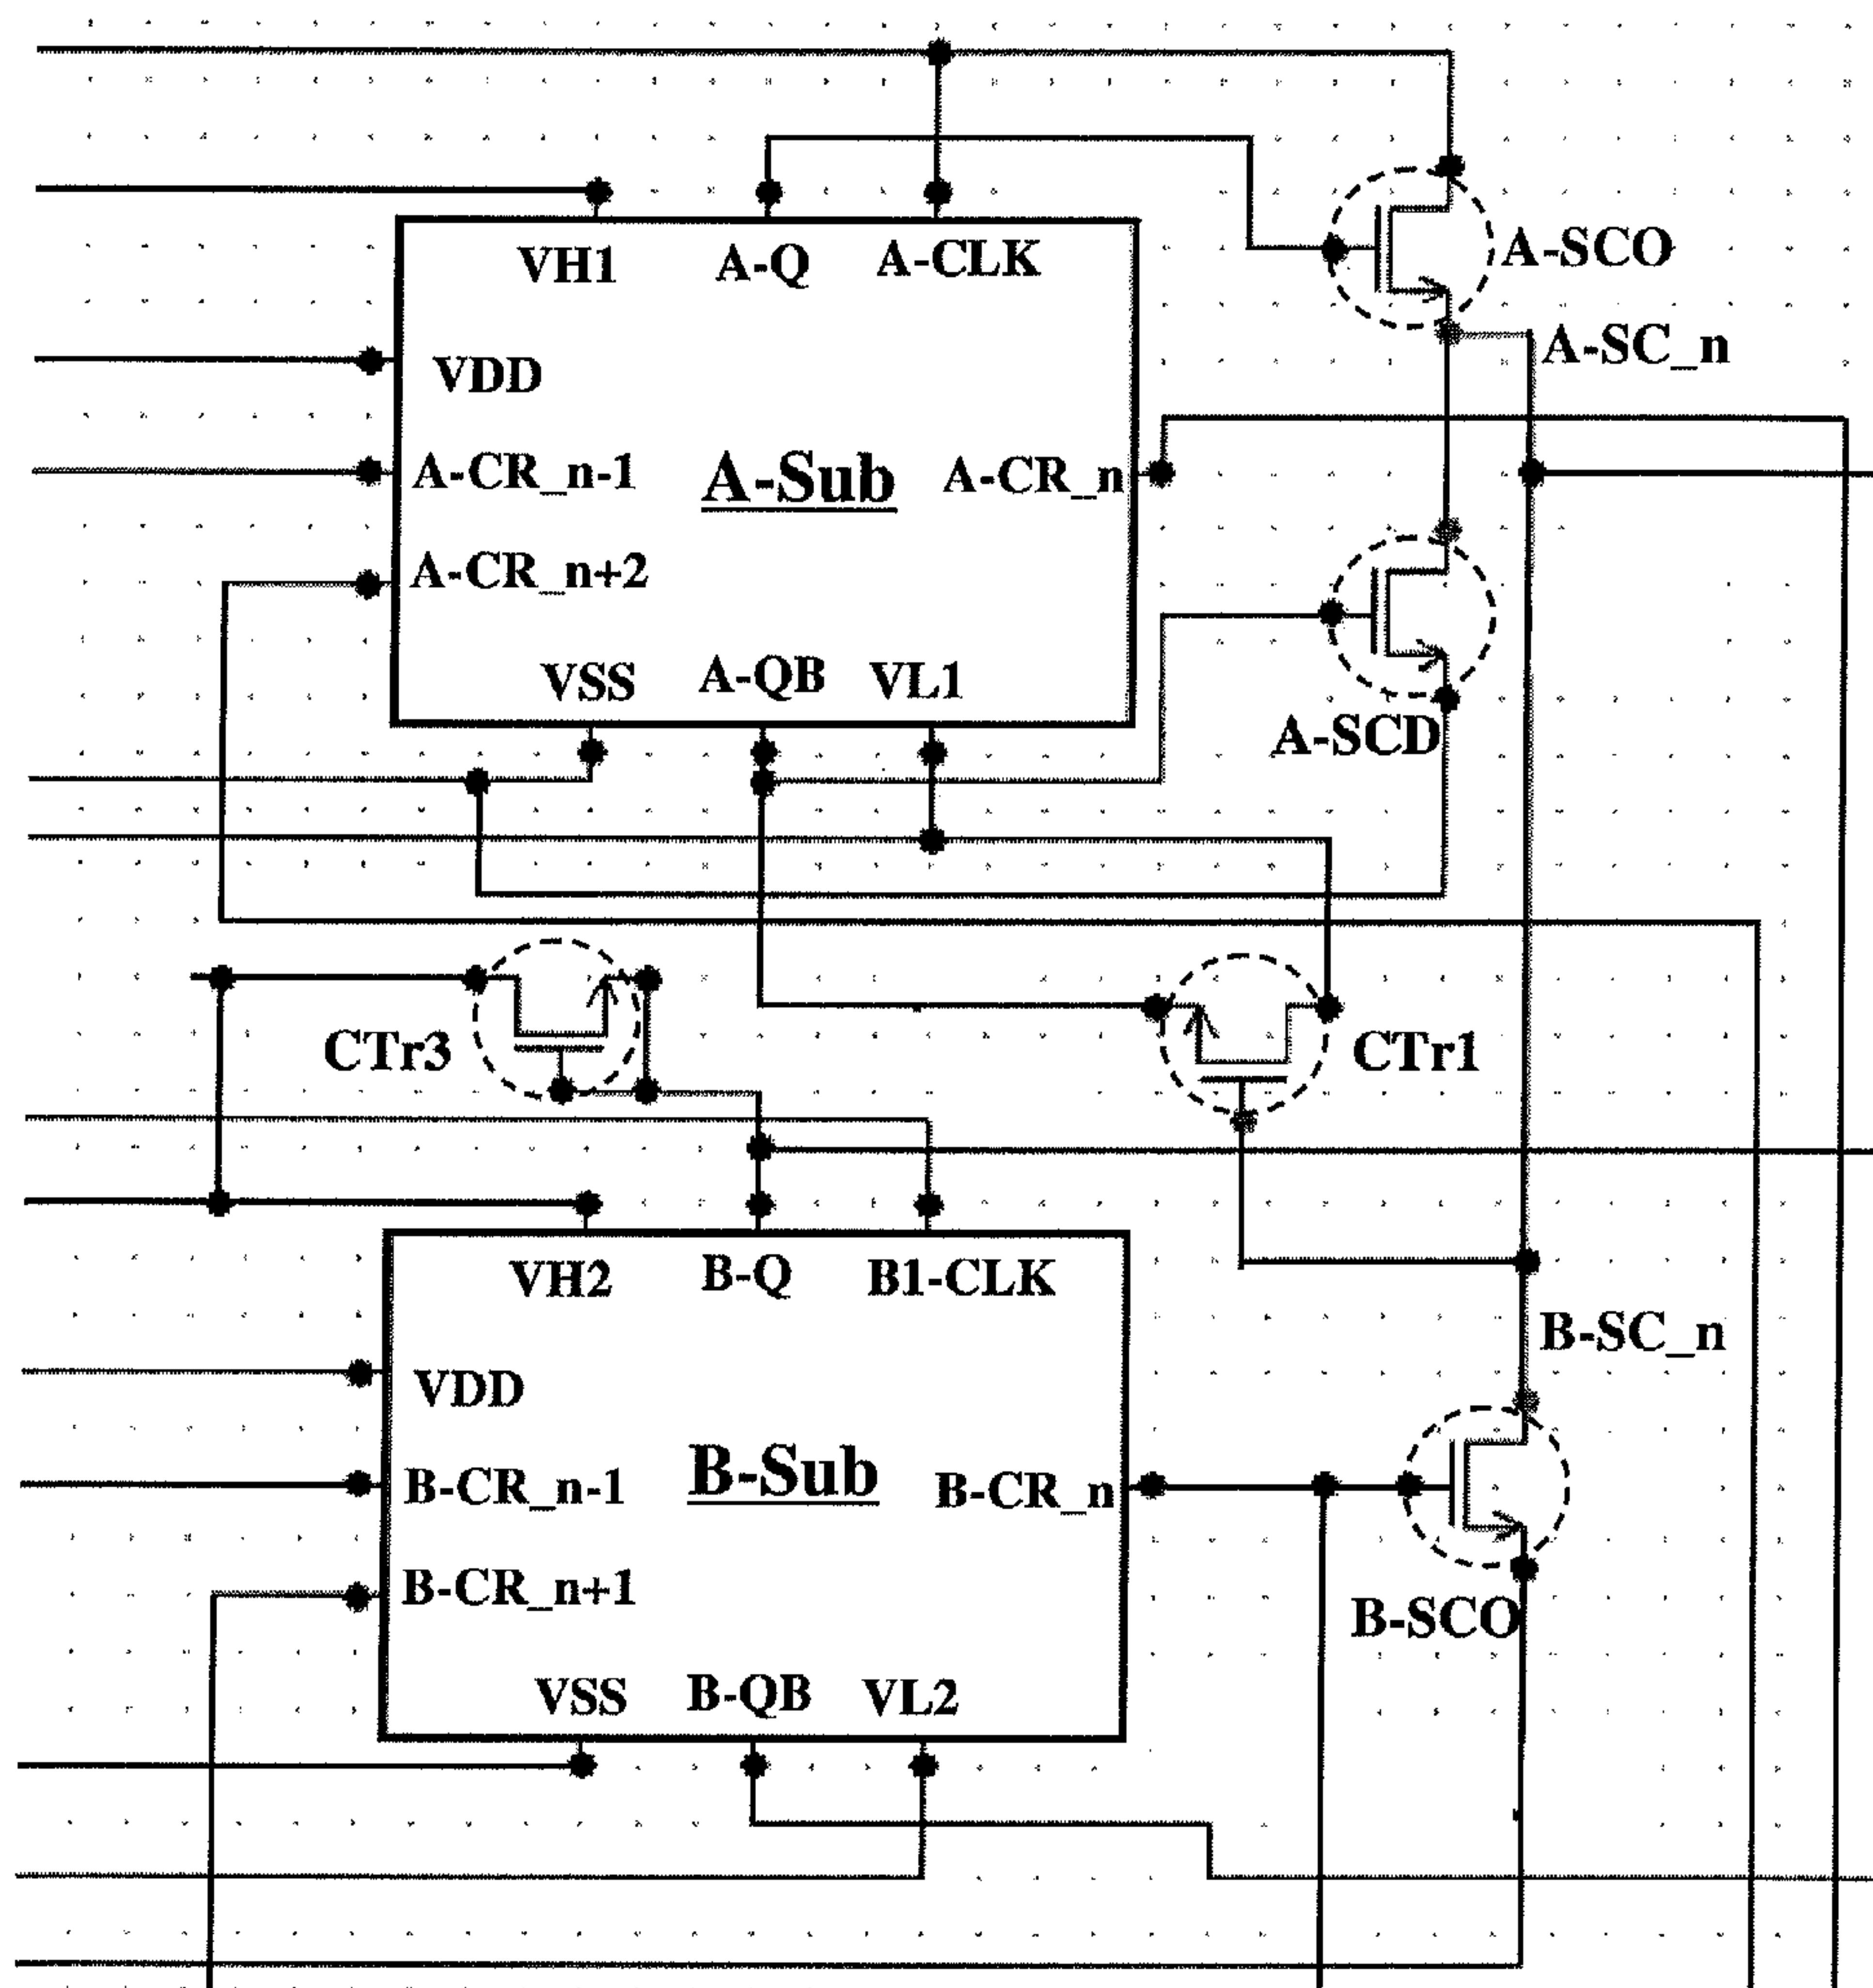 VH1 A-Q A-CLK
A-SCO
A-SC_n
VDD
A-CR_n-1 A-Sub A-CR_n
A-CR_n+2
VSS A-QB VL1
A-SCD
CTr3
CTr1
VH2 B-Q B1-CLK
B-SC_n
VDD
B-CR_n-1 B-Sub B-CR_n
B-CR_n+1
B-SCO
VSS B-QB VL2